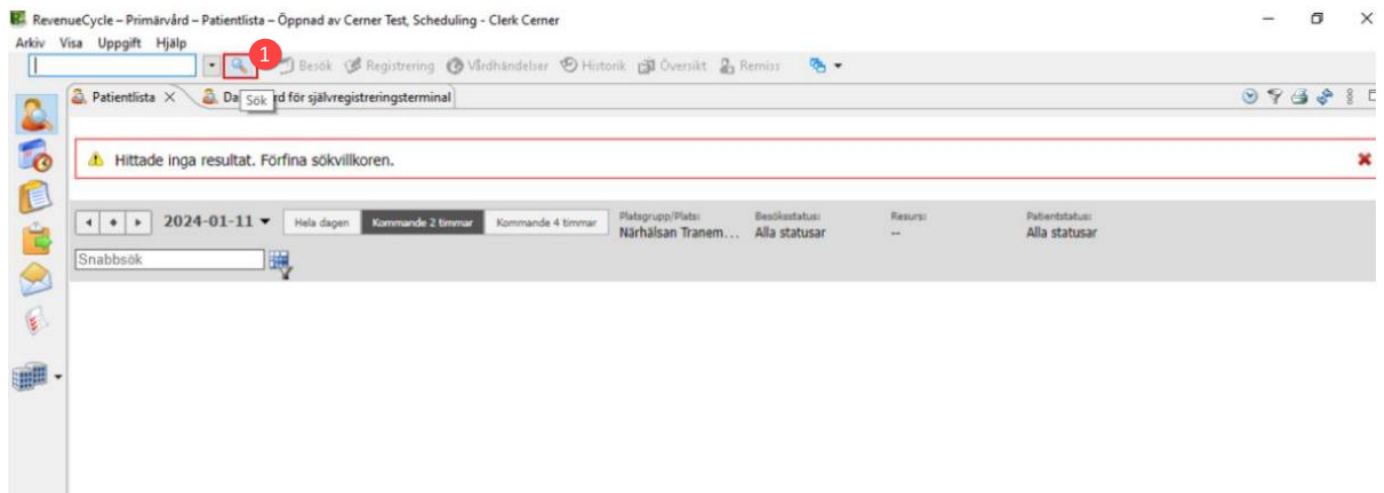 RevenueCycle – Primärvård – Patientlista – Öppnad av Cerner Test, Scheduling - Clerk Cerner
Arkiv Visa Uppgift Hjälp
1
Besök Registrering Vårdhändelser Historik Översikt Remiss
Patientlista Da Sök rd för självregistreringsterminal
Hittade inga resultat. Förfina sökvillkoren.
2024-01-11 Hela dagen Kommande 2 timmar Kommande 4 timmar
Platsgrupp/Plats: Besöksstatus: Resurs: Patientstatus:
Närhälsan Tranem... Alla statusar -- Alla statusar
Snabbsök